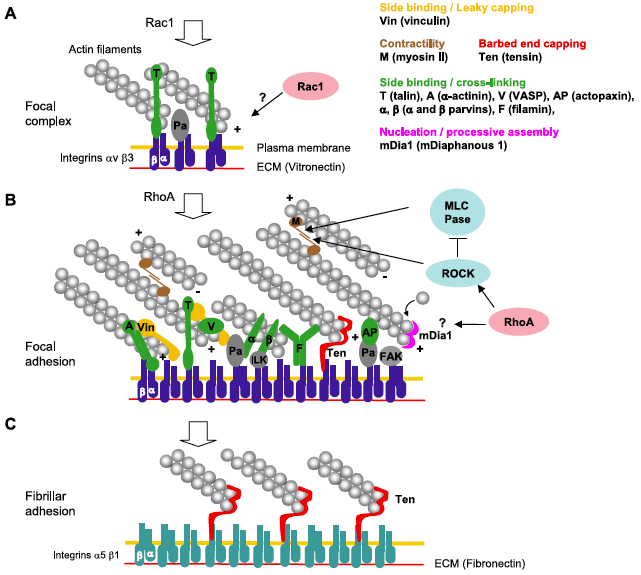 Side binding / Leaky capping
Vin (vinculin)
Contractility
M (myosin II)
Barbed end capping
Ten (tensin)
Side binding / cross-linking
T (talin), A (α-actinin), V (VASP), AP (actopaxin),
α, β (α and β parvins), F (filamin),
Nucleation / processive assembly
mDia1 (mDiaphanous 1)
A
Rac1
Actin filaments
T
T
Rac1
?
Focal
complex
Pa
+
Plasma membrane
Integrins αv β3
β α
ECM (Vitronectin)
RhoA
B
+
+
M
MLC
Pase
+
-
-
ROCK
T
RhoA
A
Vin
V
α
β
F
Ten
+
AP
?
mDia1
Focal
adhesion
+
+
Pa
ILK
Pa
FAK
+
β α
C
Fibrillar
adhesion
Ten
Integrins α5 β1
β α
ECM (Fibronectin)